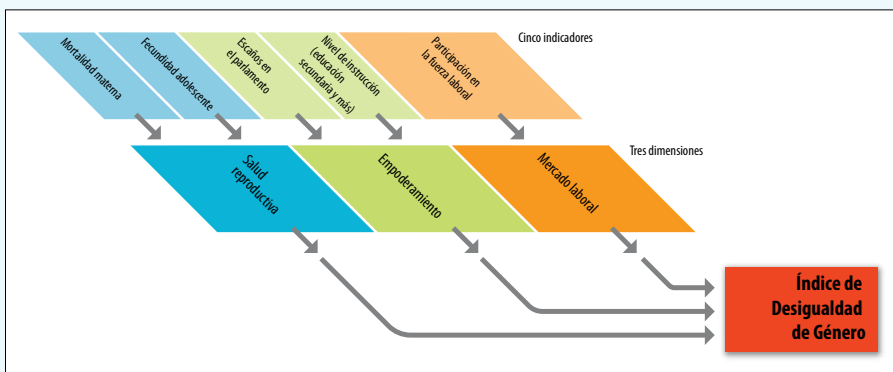 Cinco indicadores
Mortalidad materna
Fecundidad adolescente
Escaños en
el parlamento
Nivel de instrucción
(educación
secundaria y más)
Participación en
la fuerza laboral
Tres dimensiones
Salud
reproductiva
Empoderamiento
Mercado laboral
Índice de
Desigualdad
de Género